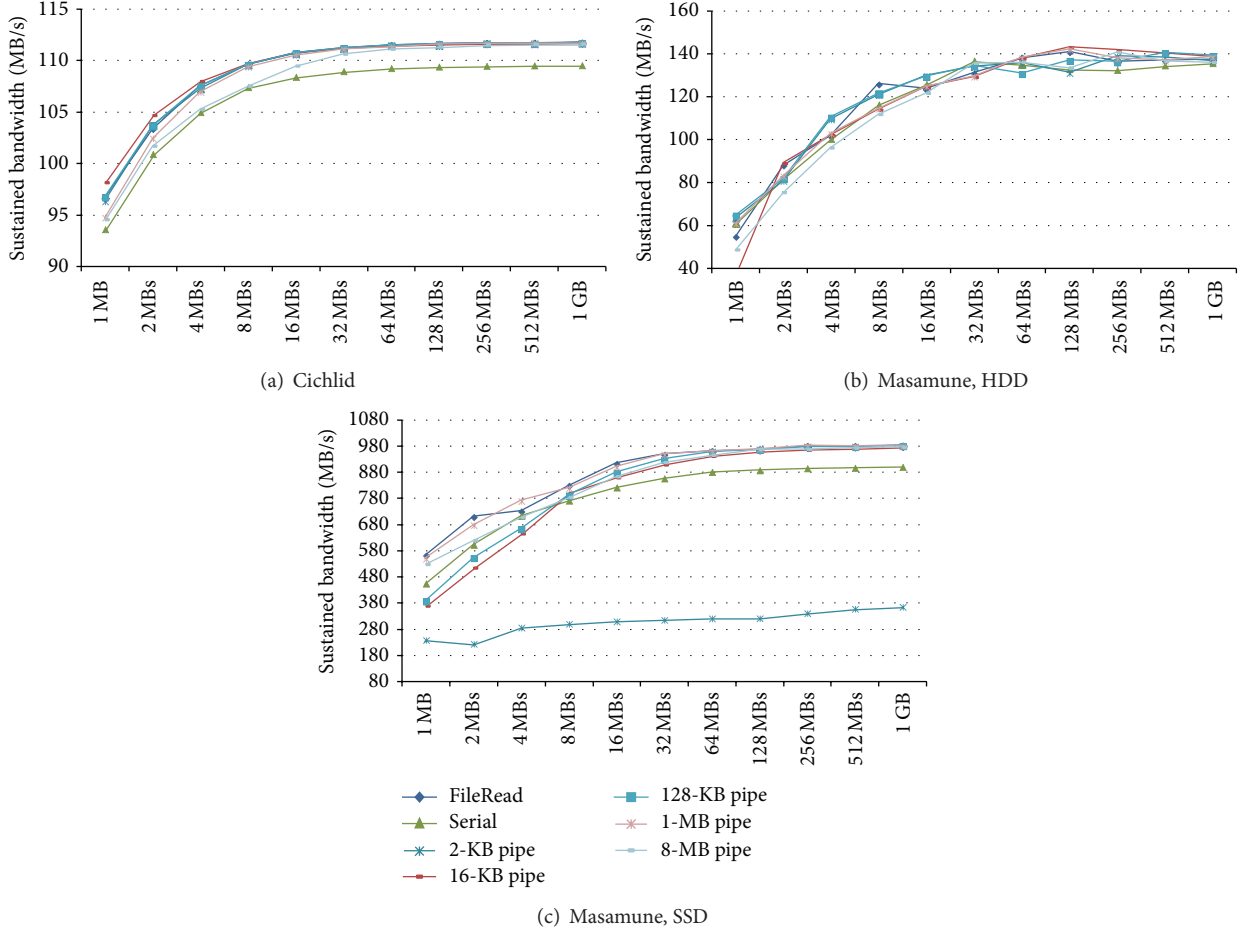 115
110
105
100
95
90
Sustained bandwidth (MB/s)
1 MB
2 MBs
4 MBs
8 MBs
16 MBs
32 MBs
64 MBs
128 MBs
256 MBs
512 MBs
1 GB
(a) Cichlid
160
140
120
100
80
60
40
Sustained bandwidth (MB/s)
1 MB
2 MBs
4 MBs
8 MBs
16 MBs
32 MBs
64 MBs
128 MBs
256 MBs
512 MBs
1 GB
(b) Masamune, HDD
1080
980
880
780
680
580
480
380
280
180
80
Sustained bandwidth (MB/s)
1 MB
2 MBs
4 MBs
8 MBs
16 MBs
32 MBs
64 MBs
128 MBs
256 MBs
512 MBs
1 GB
FileRead
Serial
2-KB pipe
16-KB pipe
128-KB pipe
1-MB pipe
8-MB pipe
(c) Masamune, SSD